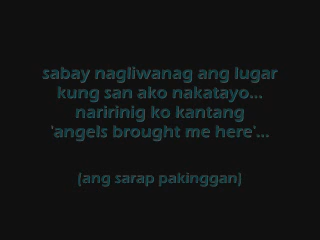 sabay nagliwanag ang lugar
kung san ako nakatayo...
naririnig ko kantang
'angels brought me here'...
(ang sarap pakinggan)